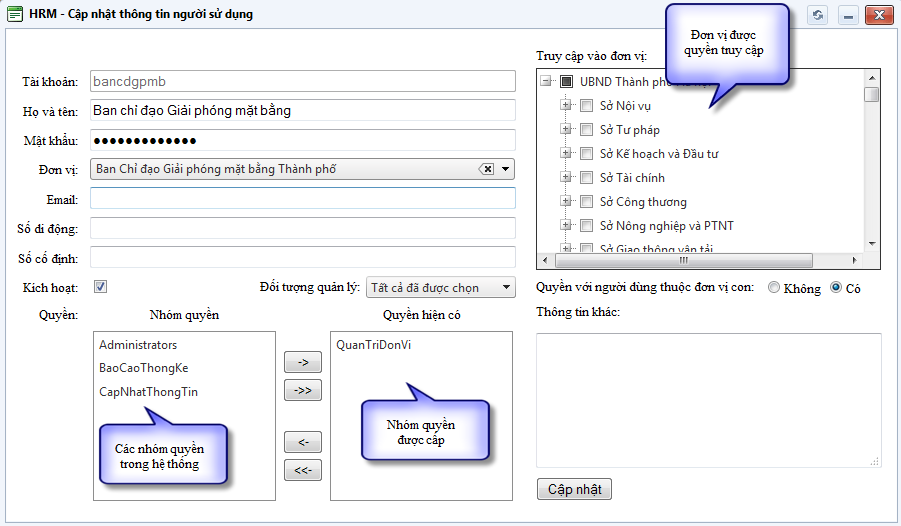 HRM - Cập nhật thông tin người sử dụng
Đơn vị được
quyền truy cập
Truy cập vào đơn vị:
Tài khoản:
bancdgpmb
Họ và tên:
Ban chỉ đạo Giải phóng mặt bằng
Mật khẩu:
●●●●●●●●●●●●●
Đơn vị:
Ban Chỉ đạo Giải phóng mặt bằng Thành phố
Email:
Số di động:
Số cố định:
Kích hoạt:
Đối tượng quản lý:
Tất cả đã được chọn
UBND Thành phố
Sở Nội vụ
Sở Tư pháp
Sở Kế hoạch và Đầu tư
Sở Tài chính
Sở Công thương
Sở Nông nghiệp và PTNT
Sở Giao thông vận tải
Quyền với người dùng thuộc đơn vị con:
Không
Có
Quyền:
Nhóm quyền
Quyền hiện có
Thông tin khác:
Administrators
BaoCaoThongKe
CapNhatThongTin
->
->>
<-
<<-
QuanTriDonVi
Các nhóm quyền
trong hệ thống
Nhóm quyền
được cấp
Cập nhật